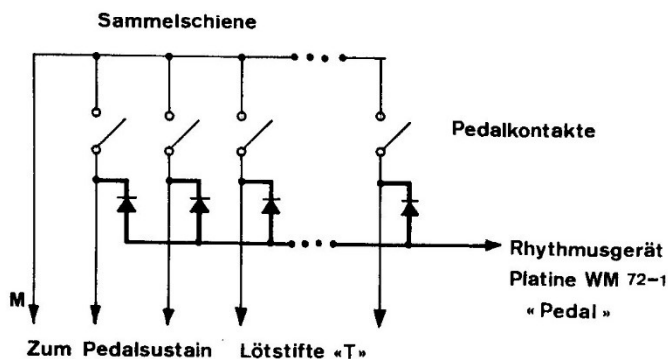 Sammelschiene
Pedalkontakte
Rhythmusgerät
Platine WM 72-1
« Pedal »
M
Zum Pedalsustain Lötstifte «T»